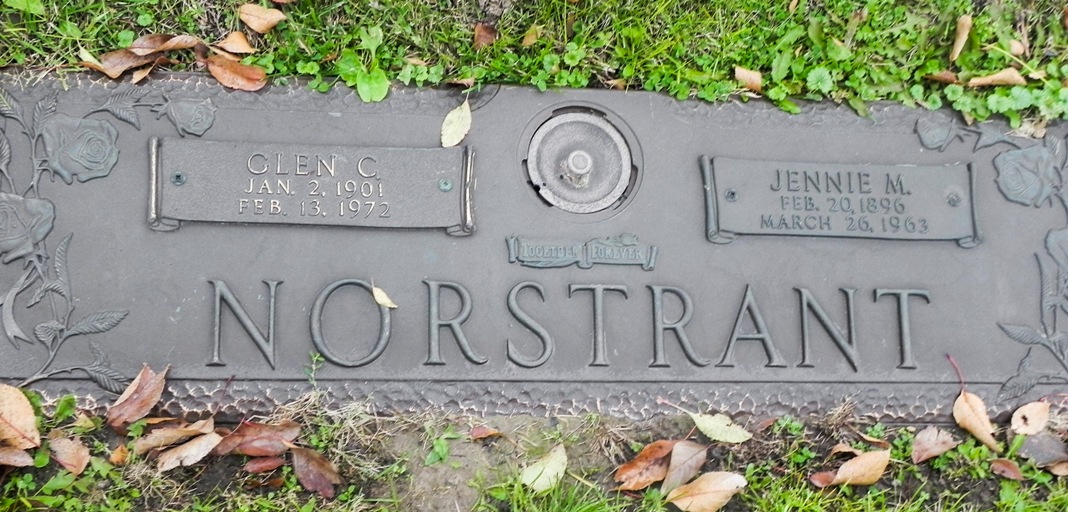 GLEN C.
JAN. 2, 1901
FEB. 13, 1972
JENNIE M.
FEB. 20, 1896
MARCH 26, 1963
TOGETHER FOREVER
NORSTRANT